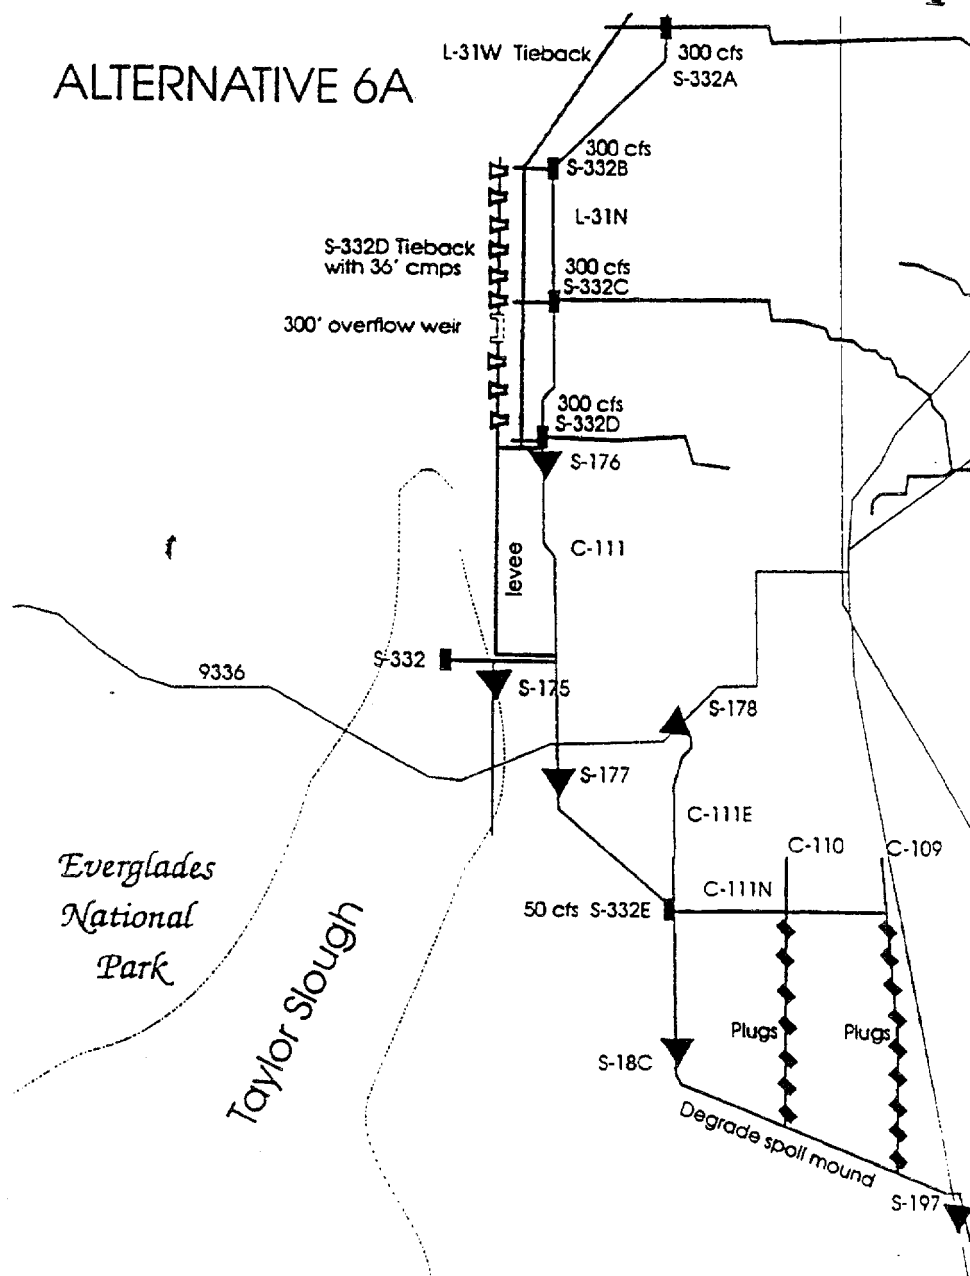 ALTERNATIVE 6A
L-31W Tieback
300 cfs
S-332A
300 cfs
S-332B
L-31N
S-332D Tieback
with 36' cmps
300 cfs
S-332C
300' overflow weir
300 cfs
S-332D
S-176
C-111
levee
S-332
9336
S-175
S-178
S-177
C-111E
C-110
C-109
Everglades
National
Park
C-111N
50 cfs S-332E
Taylor Slough
Plugs
Plugs
S-18C
Degrade spoil mound
S-197